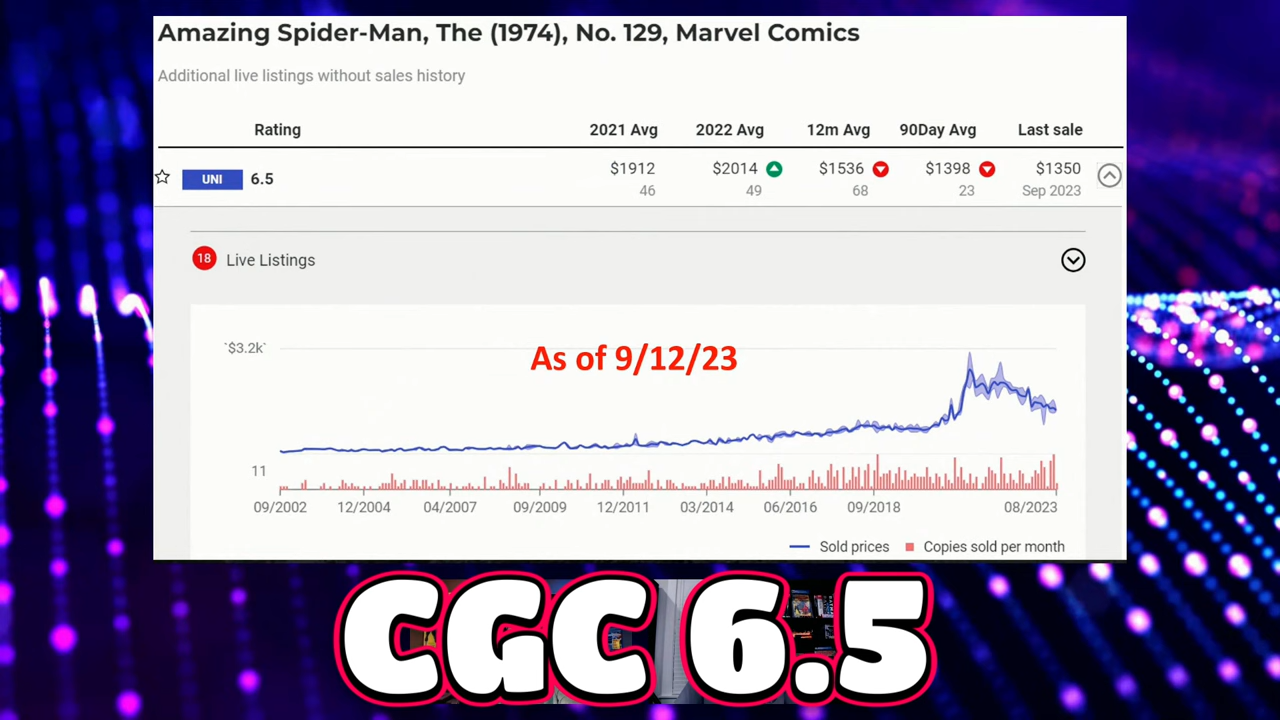 Amazing Spider-Man, The (1974), No. 129, Marvel Comics
Additional live listings without sales history
Rating 2021 Avg 2022 Avg 12m Avg 90Day Avg Last sale
UNI 6.5 $1912 $2014 $1536 $1398 $1350
46 49 68 23 Sep 2023
18 Live Listings
`$3.2k`
As of 9/12/23
11
09/2002 12/2004 04/2007 09/2009 12/2011 03/2014 06/2016 09/2018 08/2023
Sold prices Copies sold per month
CGC 6.5